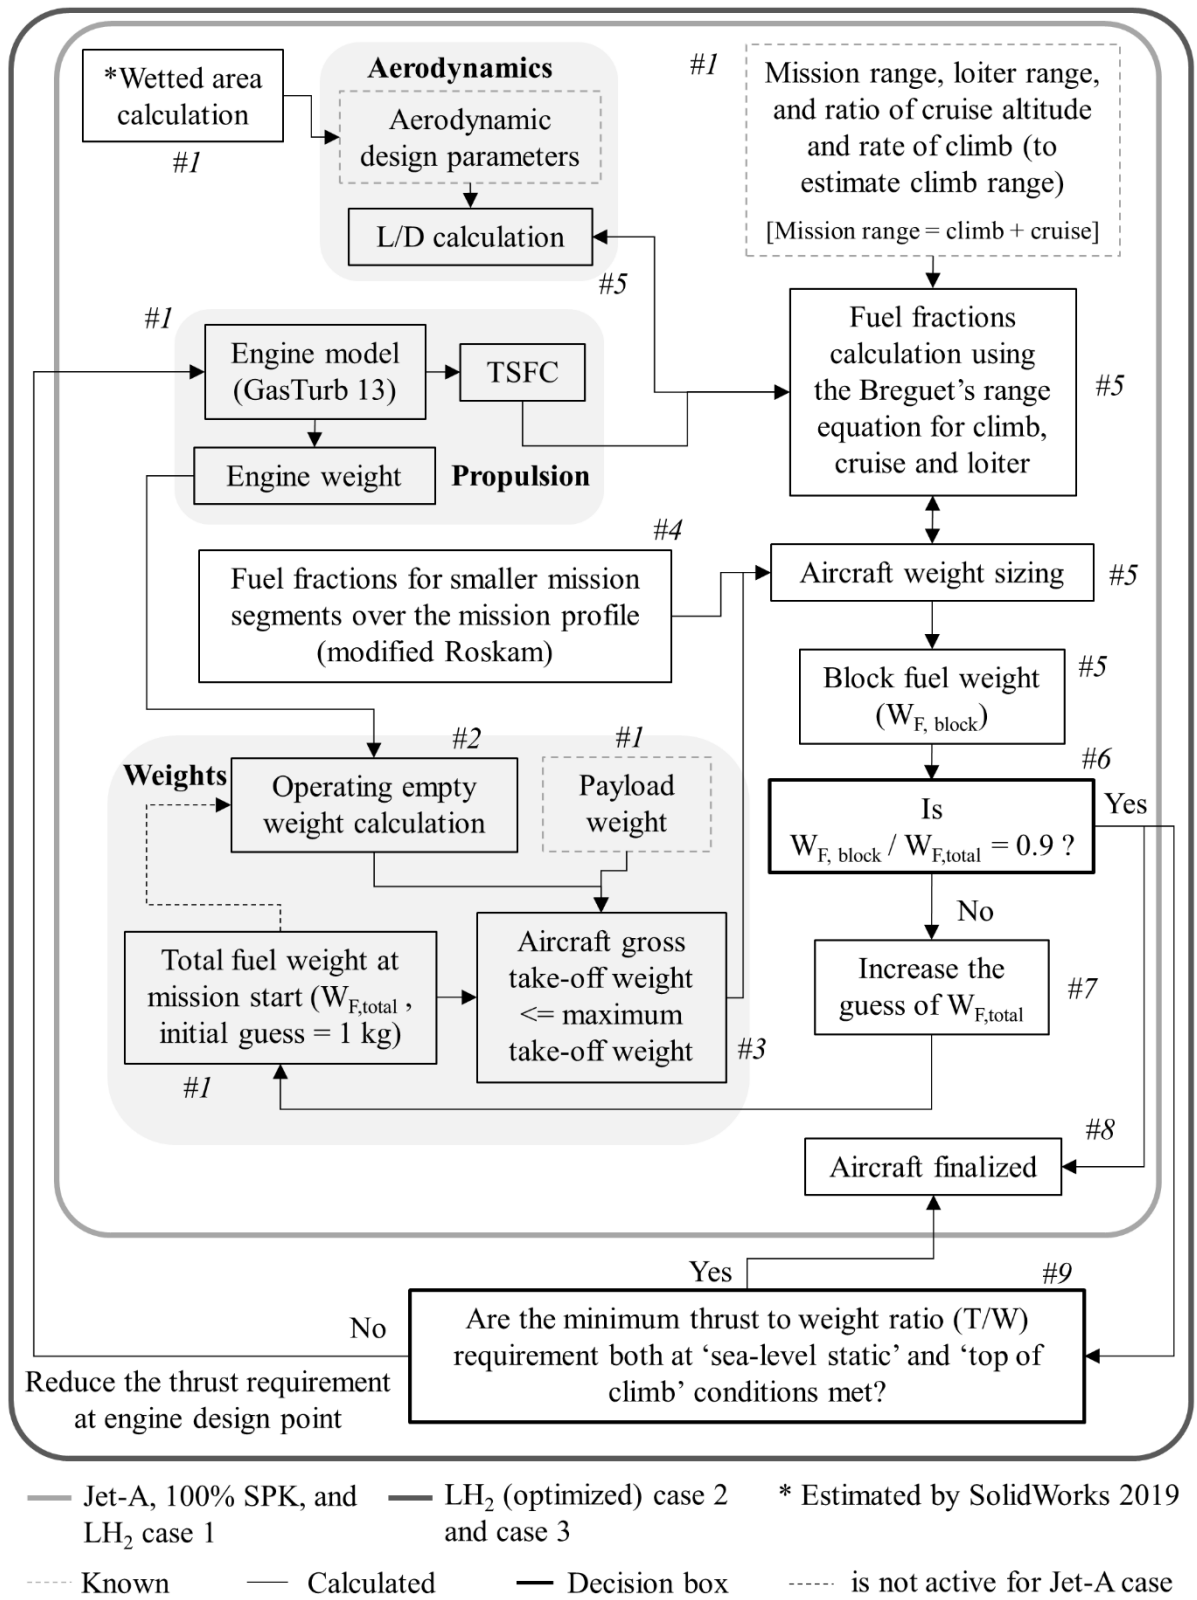 *Wetted area
calculation
#1
Aerodynamics
Aerodynamic
design parameters
L/D calculation
#5
#1
Mission range, loiter range,
and ratio of cruise altitude
and rate of climb (to
estimate climb range)
[Mission range = climb + cruise]
#1
Engine model
(GasTurb 13)
TSFC
Engine weight
Propulsion
Fuel fractions
calculation using
the Breguet's range
equation for climb,
cruise and loiter
#5
#4
Fuel fractions for smaller mission
segments over the mission profile
(modified Roskam)
Aircraft weight sizing
#5
Block fuel weight
(W_F, block)
#5
#2
#1
Weights
Operating empty
weight calculation
Payload
weight
#6
Is
W_F, block / W_F,total = 0.9 ?
Yes
No
Total fuel weight at
mission start (W_F,total ,
initial guess = 1 kg)
#1
Aircraft gross
take-off weight
<= maximum
take-off weight
#3
Increase the
guess of W_F,total
#7
#8
Aircraft finalized
Yes
#9
No
Are the minimum thrust to weight ratio (T/W)
requirement both at ‘sea-level static’ and ‘top of
climb’ conditions met?
Reduce the thrust requirement
at engine design point
Jet-A, 100% SPK, and
LH₂ case 1
LH₂ (optimized) case 2
and case 3
* Estimated by SolidWorks 2019
Known
Calculated
Decision box
is not active for Jet-A case